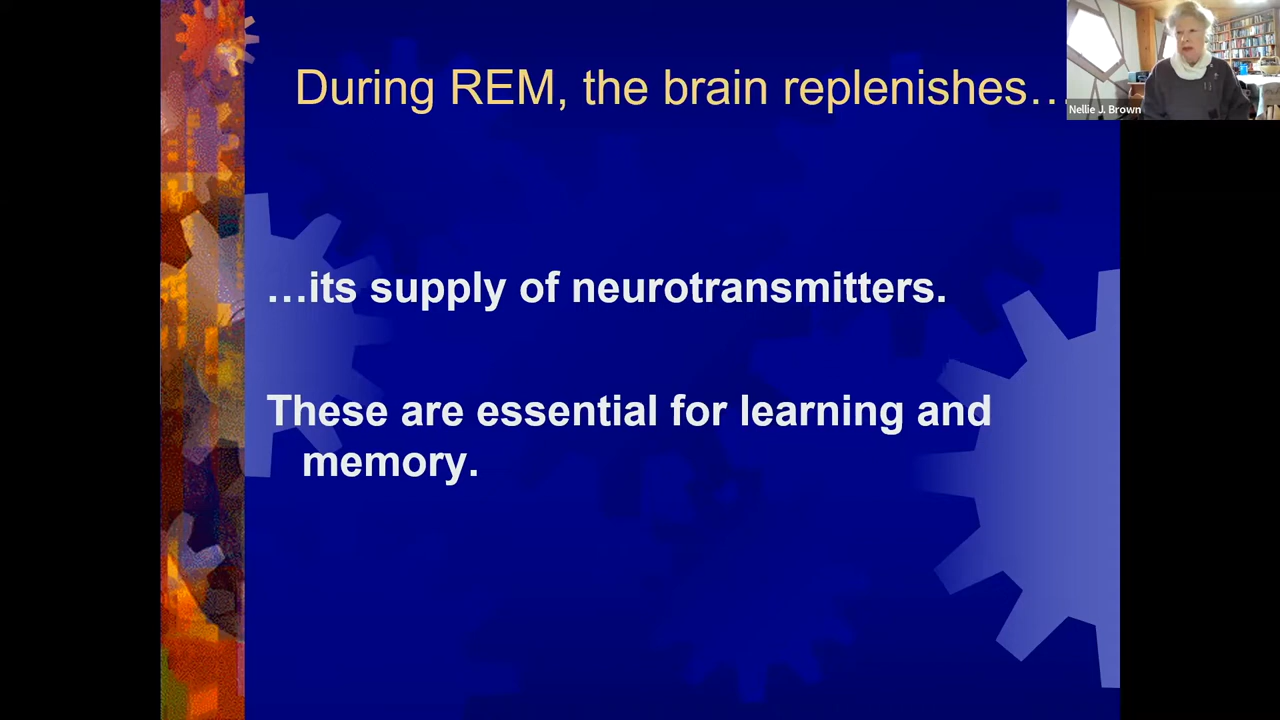 During REM, the brain replenishes…
Nellie J. Brown
…its supply of neurotransmitters.
These are essential for learning and
memory.